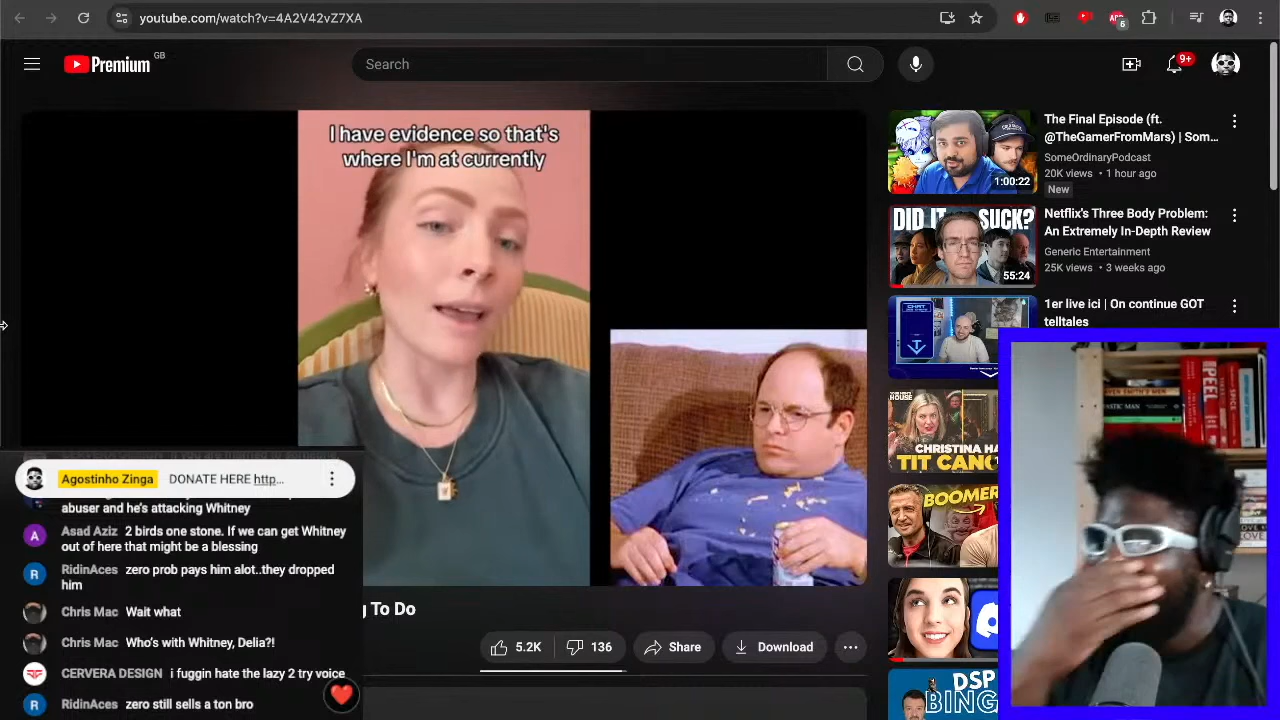 youtube.com/watch?v=4A2V42vZ7XA
6
Premium
GB
Search
9+
I have evidence so that's
where I'm at currently
The Final Episode (ft.
@TheGamerFromMars) | Som...
SomeOrdinaryPodcast
20K views • 1 hour ago
New
1:00:22
DID IT SUCK?
55:24
Netflix's Three Body Problem:
An Extremely In-Depth Review
Generic Entertainment
25K views • 3 weeks ago
CHAT
1er live ici | On continue GOT
telltales
CHRISTINA HA
TIT CANC
BOOMER
DSP
BING
Agostinho Zinga DONATE HERE http...
abuser and he's attacking Whitney
A
Asad Aziz 2 birds one stone. If we can get Whitney
out of here that might be a blessing
R
RidinAces zero prob pays him alot..they dropped
him
Chris Mac Wait what
Chris Mac Who's with Whitney, Delia?!
CERVERA DESIGN i fuggin hate the lazy 2 try voice
R
RidinAces zero still sells a ton bro
g To Do
5.2K
136
Share
Download